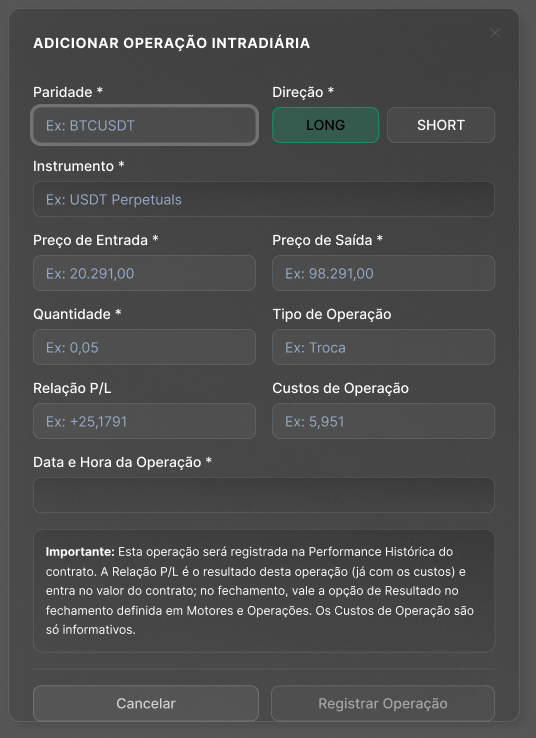 ADICIONAR OPERAÇÃO INTRADIÁRIA
Paridade * Direção *
Ex: BTCUSDT LONG SHORT
Instrumento *
Ex: USDT Perpetuals
Preço de Entrada * Preço de Saída *
Ex: 20.291,00 Ex: 98.291,00
Quantidade * Tipo de Operação
Ex: 0,05 Ex: Troca
Relação P/L Custos de Operação
Ex: +25,1791 Ex: 5,951
Data e Hora da Operação *
Importante: Esta operação será registrada na Performance Histórica do
contrato. A Relação P/L é o resultado desta operação (já com os custos) e
entra no valor do contrato; no fechamento, vale a opção de Resultado no
fechamento definida em Motores e Operações. Os Custos de Operação são
só informativos.
Cancelar Registrar Operação